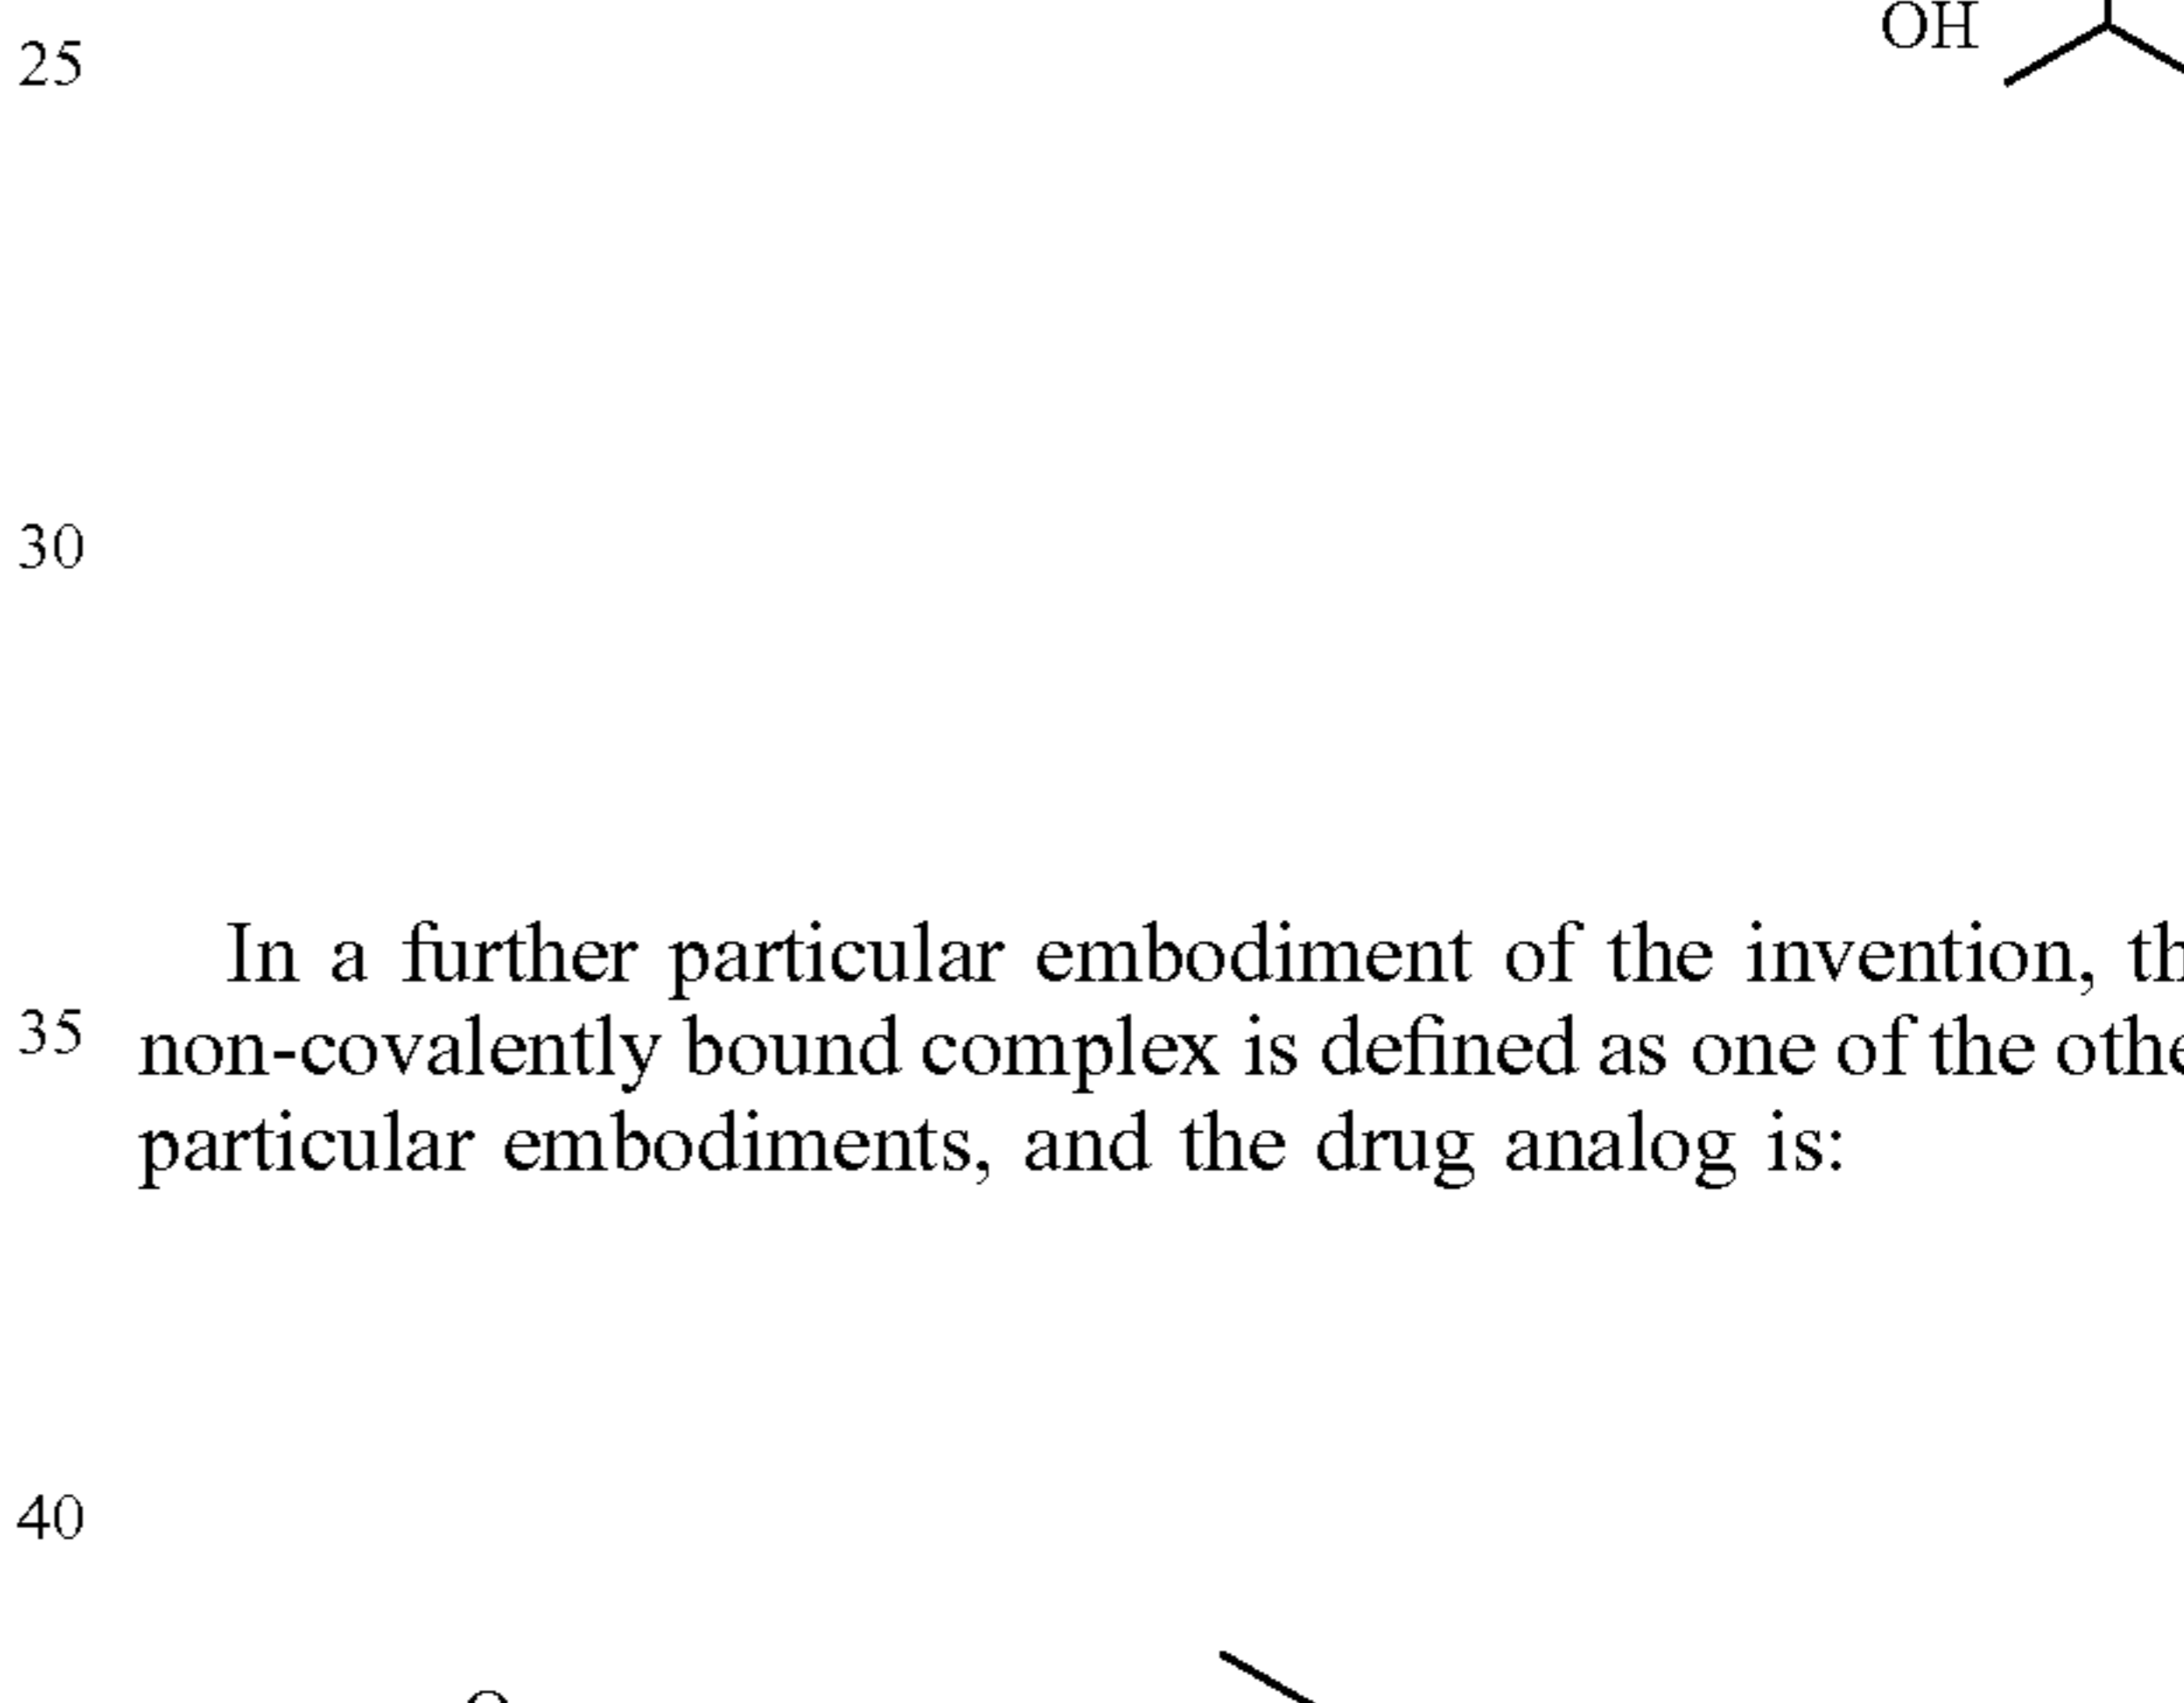 25
OH
30
In a further particular embodiment of the invention, th
35 non-covalently bound complex is defined as one of the othe
particular embodiments, and the drug analog is:
40